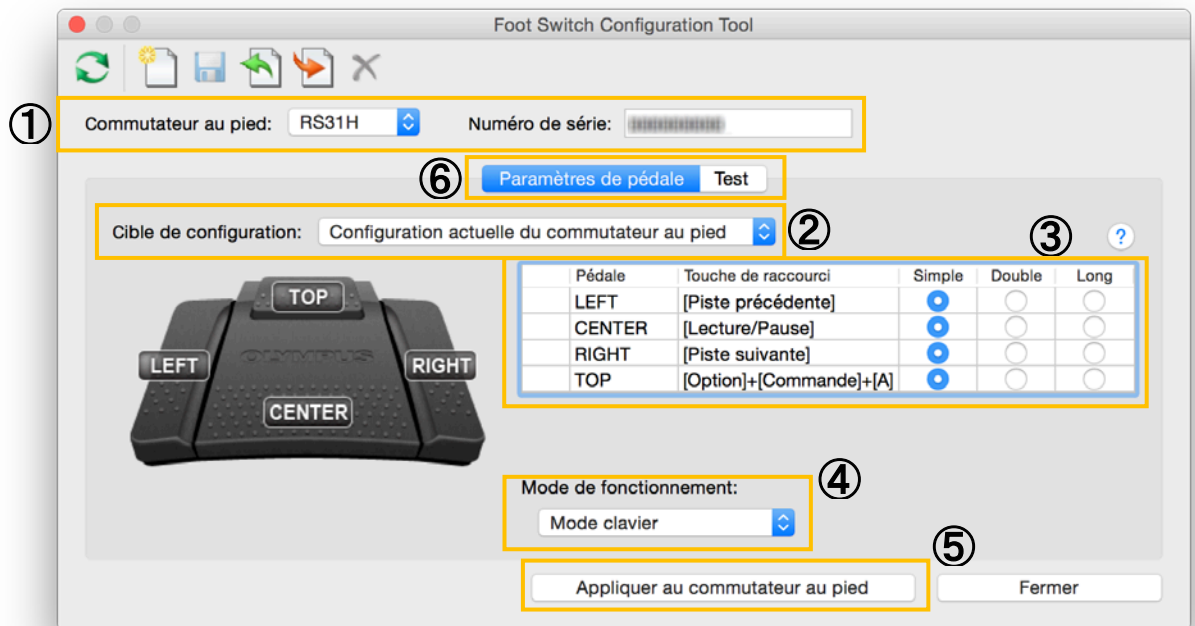 Foot Switch Configuration Tool
① Commutateur au pied: RS31H Numéro de série:
⑥ Paramètres de pédale Test
Cible de configuration: Configuration actuelle du commutateur au pied ②
③ ?
Pédale Touche de raccourci Simple Double Long
LEFT [Piste précédente]
CENTER [Lecture/Pause]
RIGHT [Piste suivante]
TOP [Option]+[Commande]+[A]
TOP
OLYMPUS
LEFT RIGHT
CENTER
Mode de fonctionnement: ④
Mode clavier
⑤
Appliquer au commutateur au pied Fermer